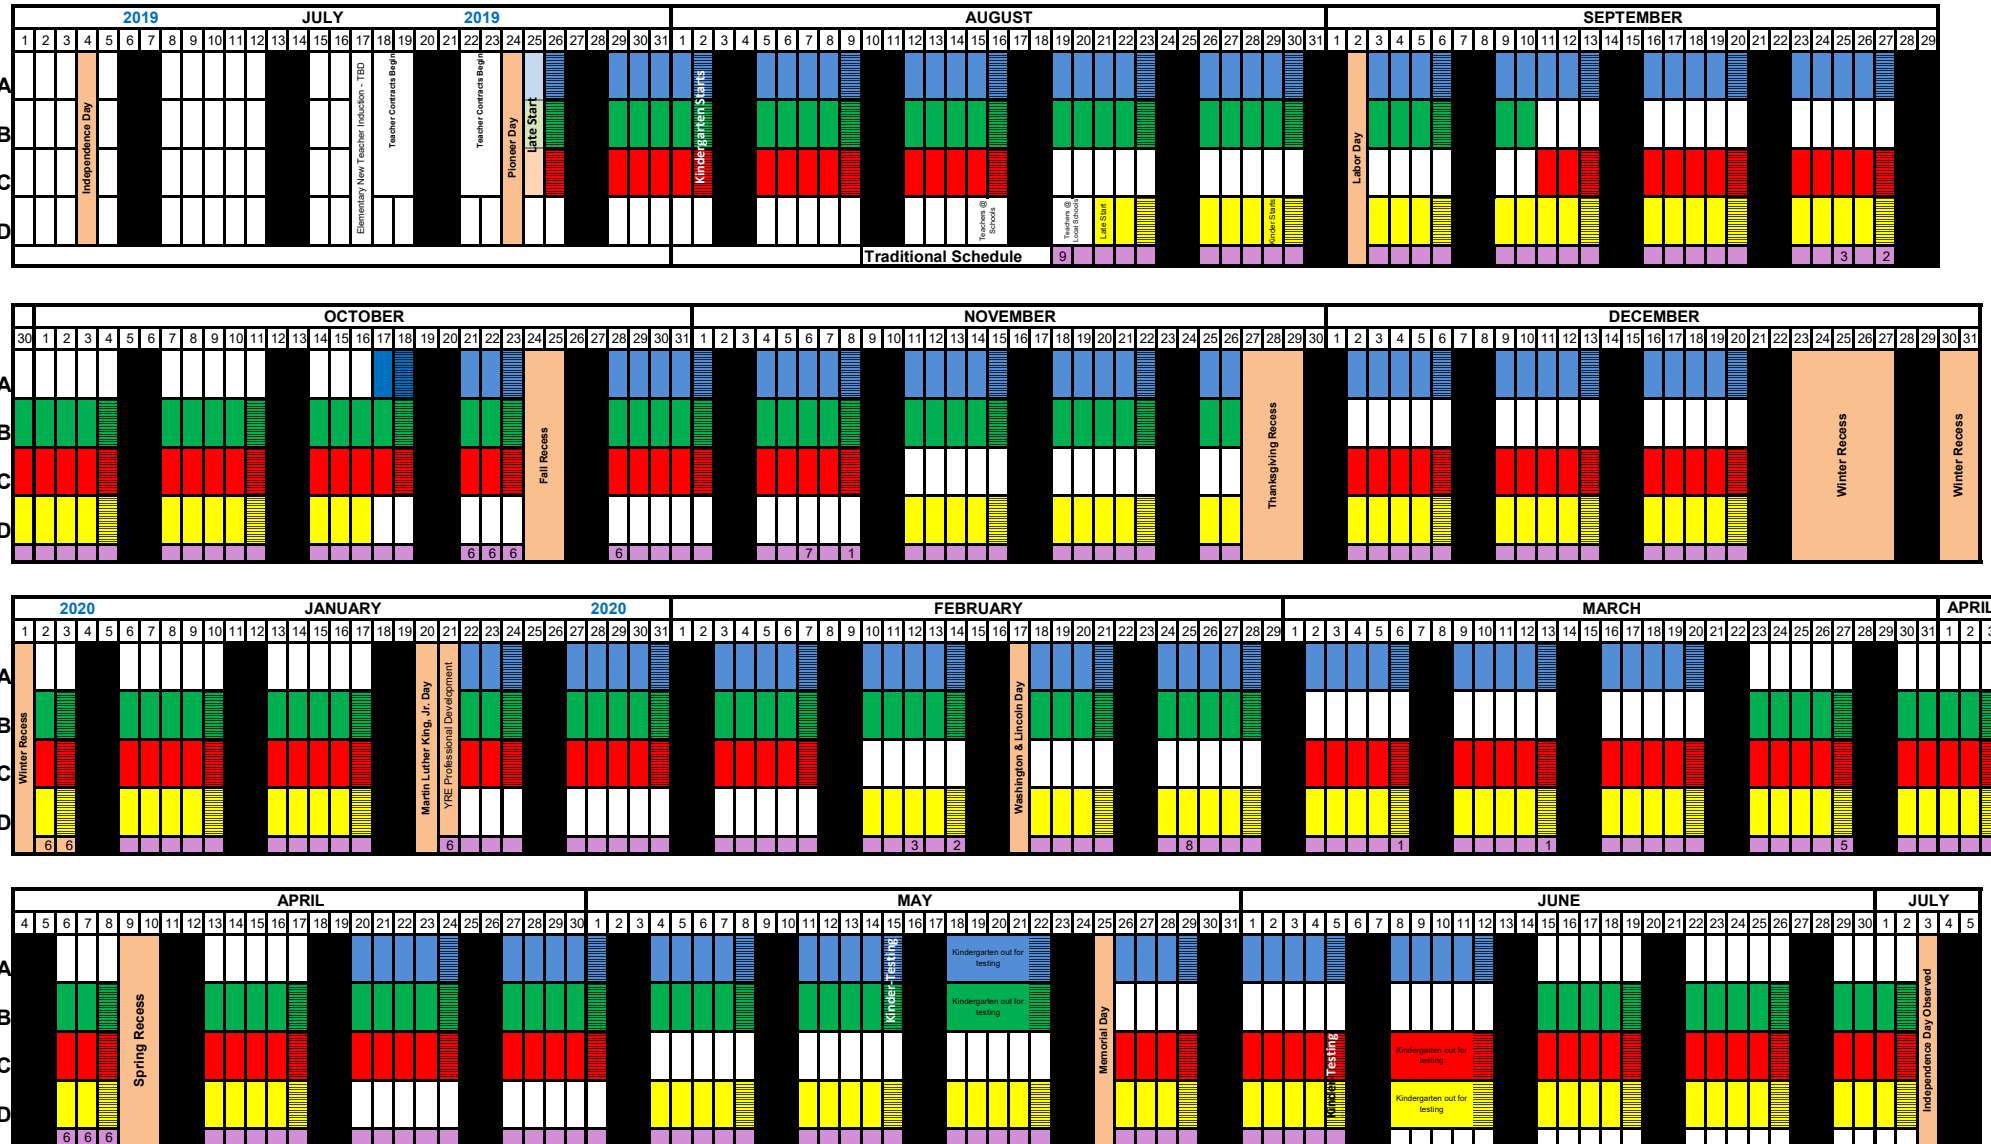 2019 JULY 2019 AUGUST SEPTEMBER
1 2 3 4 5 6 7 8 9 10 11 12 13 14 15 16 17 18 19 20 21 22 23 24 25 26 27 28 29 30 31 1 2 3 4 5 6 7 8 9 10 11 12 13 14 15 16 17 18 19 20 21 22 23 24 25 26 27 28 29 30 31 1 2 3 4 5 6 7 8 9 10 11 12 13 14 15 16 17 18 19 20 21 22 23 24 25 26 27 28 29
A
B
C
D
Independence Day
Elementary New Teacher Induction - TBD
Teacher Contracts Begin
Teacher Contracts Begin
Pioneer Day
Late Start
Kindergarten Starts
Teachers @
Schools
Teachers @
Local Schools
Late Start
Kinder Starts
Labor Day
Traditional Schedule 9 3 2
OCTOBER NOVEMBER DECEMBER
30 1 2 3 4 5 6 7 8 9 10 11 12 13 14 15 16 17 18 19 20 21 22 23 24 25 26 27 28 29 30 31 1 2 3 4 5 6 7 8 9 10 11 12 13 14 15 16 17 18 19 20 21 22 23 24 25 26 27 28 29 30 1 2 3 4 5 6 7 8 9 10 11 12 13 14 15 16 17 18 19 20 21 22 23 24 25 26 27 28 29 30 31
A
B
C
D
Fall Recess
Thanksgiving Recess
Winter Recess
Winter Recess
6 6 6 6 7 1
2020 JANUARY 2020 FEBRUARY MARCH APRIL
1 2 3 4 5 6 7 8 9 10 11 12 13 14 15 16 17 18 19 20 21 22 23 24 25 26 27 28 29 30 31 1 2 3 4 5 6 7 8 9 10 11 12 13 14 15 16 17 18 19 20 21 22 23 24 25 26 27 28 29 1 2 3 4 5 6 7 8 9 10 11 12 13 14 15 16 17 18 19 20 21 22 23 24 25 26 27 28 29 30 31 1 2 3
A
B
C
D
Winter Recess
Martin Luther King, Jr. Day
YRE Professional Development
Washington & Lincoln Day
6 6 6 3 2 8 1 1 5
APRIL MAY JUNE JULY
4 5 6 7 8 9 10 11 12 13 14 15 16 17 18 19 20 21 22 23 24 25 26 27 28 29 30 1 2 3 4 5 6 7 8 9 10 11 12 13 14 15 16 17 18 19 20 21 22 23 24 25 26 27 28 29 30 31 1 2 3 4 5 6 7 8 9 10 11 12 13 14 15 16 17 18 19 20 21 22 23 24 25 26 27 28 29 30 1 2 3 4 5
A
B
C
D
Spring Recess
Kinder-Testing
Kindergarten out for
testing
Kindergarten out for
testing
Memorial Day
Kinder-Testing
Kindergarten out for
testing
Kindergarten out for
testing
Independence Day Observed
6 6 6